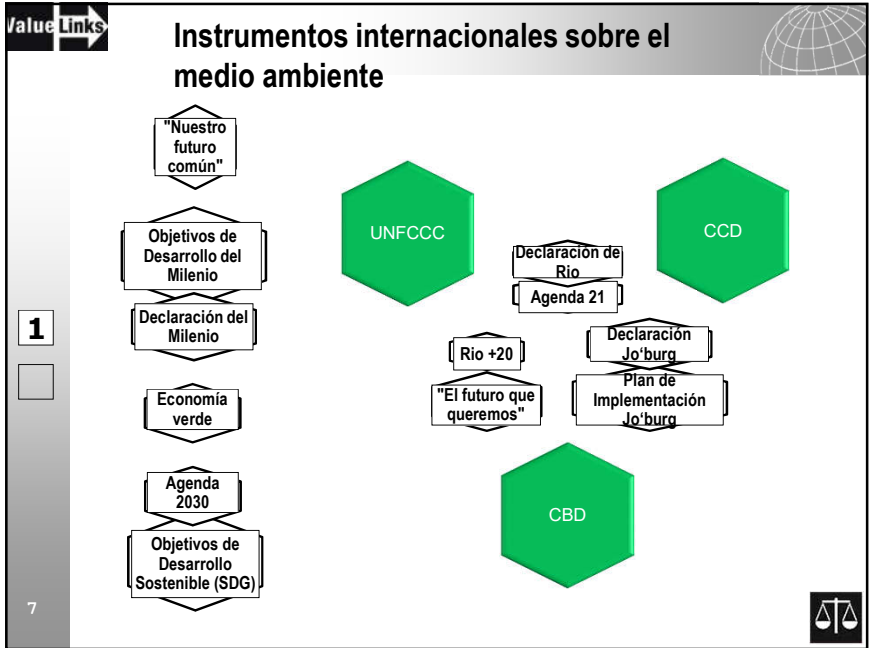 Value Links
Instrumentos internacionales sobre el
medio ambiente
"Nuestro
futuro
común"
Objetivos de
Desarrollo del
Milenio
Declaración del
Milenio
Economía
verde
Agenda
2030
Objetivos de
Desarrollo
Sostenible (SDG)
UNFCCC
CCD
Declaración de
Rio
Agenda 21
Rio +20
"El futuro que
queremos"
Declaración
Jo‘burg
Plan de
Implementación
Jo‘burg
CBD
1
7